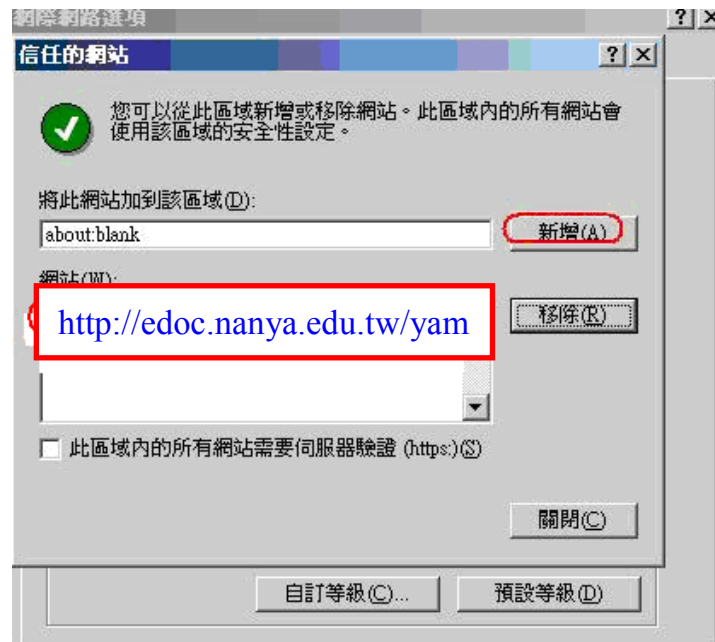 網際網路選項
信任的網站
您可以從此區域新增或移除網站。此區域內的所有網站會
使用該區域的安全性設定。
將此網站加到該區域(D):
about:blank
新增(A)
網站(W):
http://edoc.nanya.edu.tw/yam
移除(R)
此區域內的所有網站需要伺服器驗證 (https:)(S)
關閉(C)
自訂等級(C)...
預設等級(D)